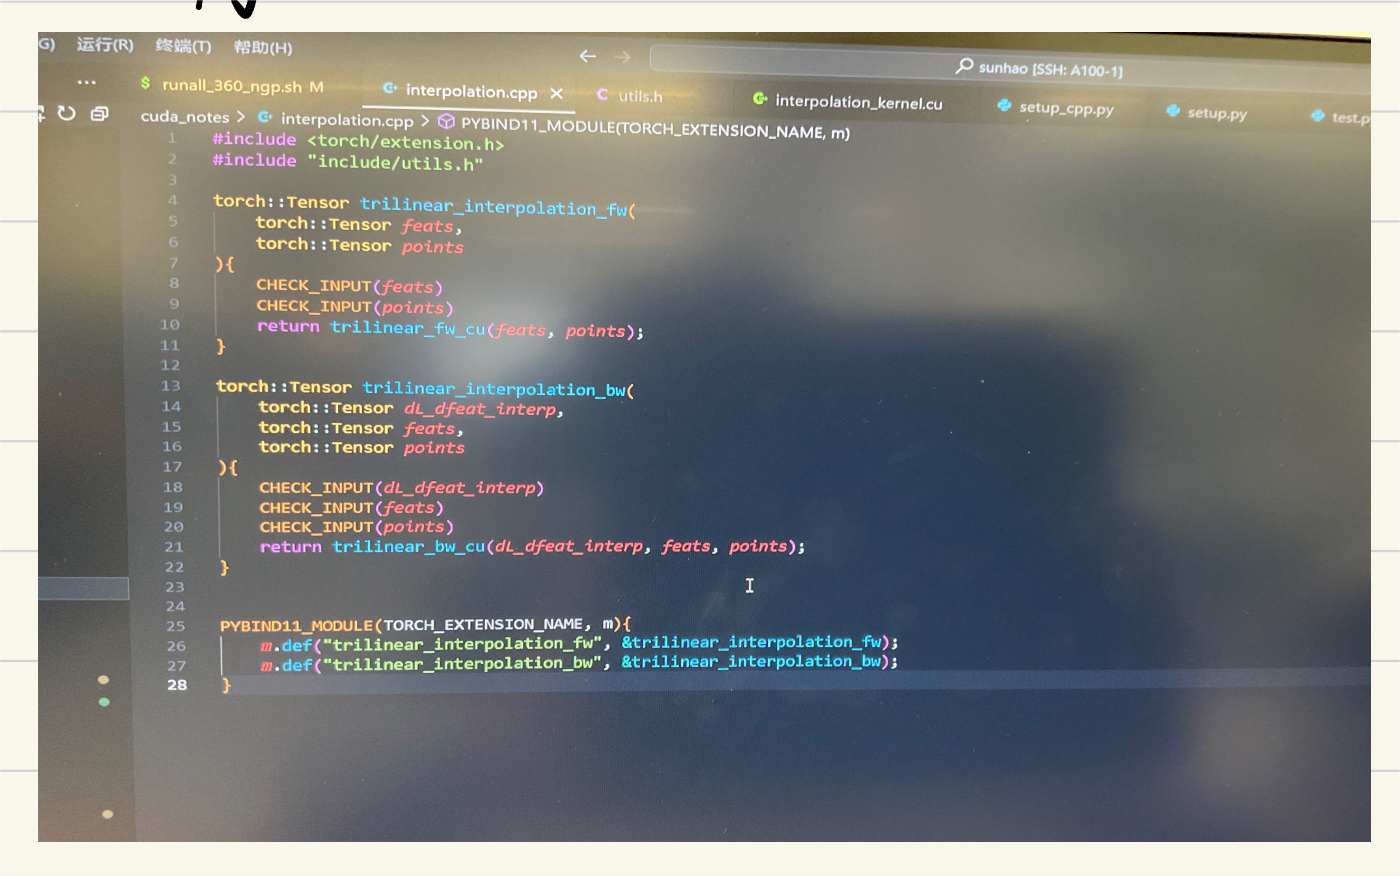 G) 运行(R) 终端(T) 帮助(H)
sunhao [SSH: A100-1]
runall_360_ngp.sh M interpolation.cpp utils.h interpolation_kernel.cu setup_cpp.py setup.py test.p
cuda_notes > interpolation.cpp > PYBIND11_MODULE(TORCH_EXTENSION_NAME, m)
1 #include <torch/extension.h>
2 #include "include/utils.h"
3
4 torch::Tensor trilinear_interpolation_fw(
5     torch::Tensor feats,
6     torch::Tensor points
7 ){
8     CHECK_INPUT(feats)
9     CHECK_INPUT(points)
10     return trilinear_fw_cu(feats, points);
11 }
12
13 torch::Tensor trilinear_interpolation_bw(
14     torch::Tensor dL_dfeat_interp,
15     torch::Tensor feats,
16     torch::Tensor points
17 ){
18     CHECK_INPUT(dL_dfeat_interp)
19     CHECK_INPUT(feats)
20     CHECK_INPUT(points)
21     return trilinear_bw_cu(dL_dfeat_interp, feats, points);
22 }
23
24
25 PYBIND11_MODULE(TORCH_EXTENSION_NAME, m){
26     m.def("trilinear_interpolation_fw", &trilinear_interpolation_fw);
27     m.def("trilinear_interpolation_bw", &trilinear_interpolation_bw);
28 }